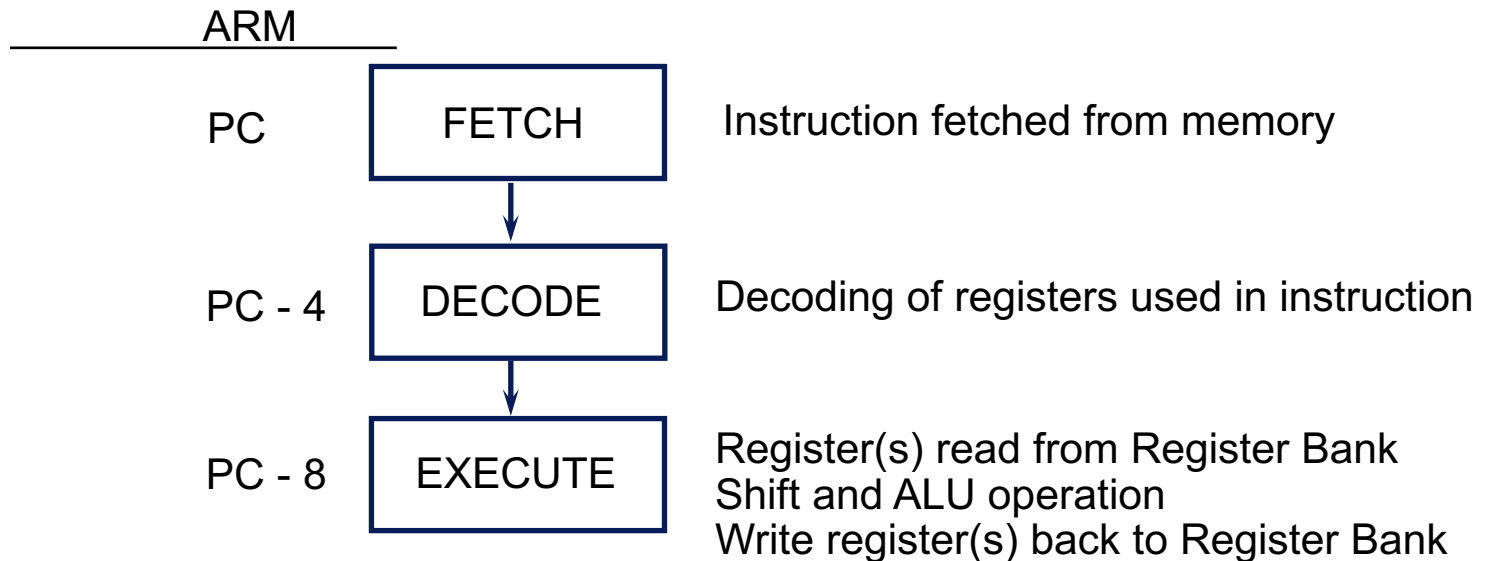 ARM
PC FETCH Instruction fetched from memory
PC - 4 DECODE Decoding of registers used in instruction
PC - 8 EXECUTE Register(s) read from Register Bank
Shift and ALU operation
Write register(s) back to Register Bank